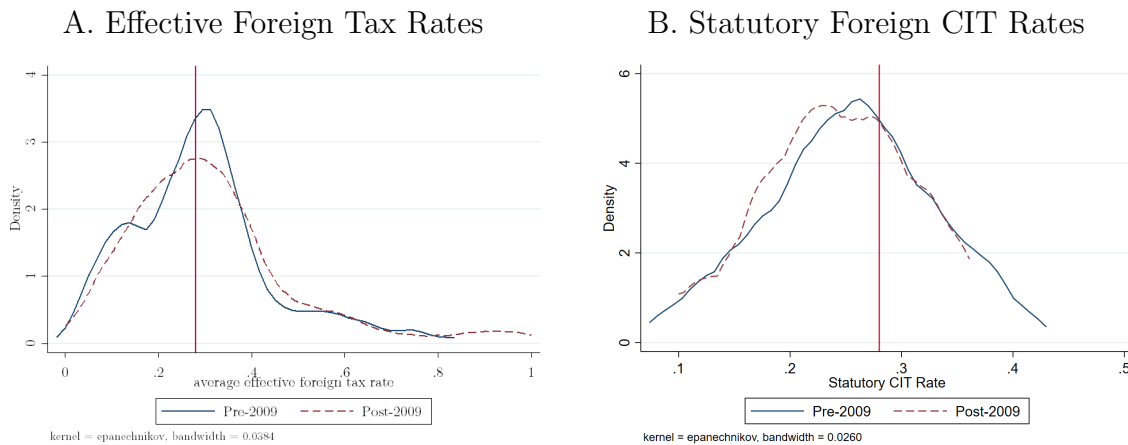 A. Effective Foreign Tax Rates
Density
4
3
2
1
0
0 .2 .4 .6 .8 1
average effective foreign tax rate
Pre-2009 Post-2009
kernel = epanechnikov, bandwidth = 0.0384
B. Statutory Foreign CIT Rates
Density
6
4
2
0
.1 .2 .3 .4 .5
Statutory CIT Rate
Pre-2009 Post-2009
kernel = epanechnikov, bandwidth = 0.0260